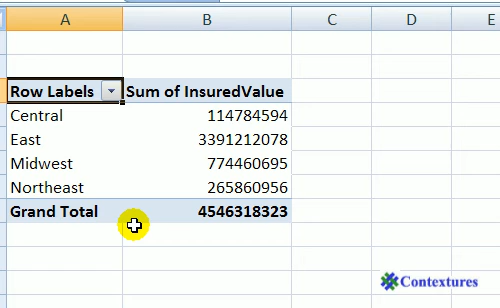 A B C D E
Row Labels Sum of InsuredValue
Central 114784594
East 3391212078
Midwest 774460695
Northeast 265860956
Grand Total 4546318323
Contextures